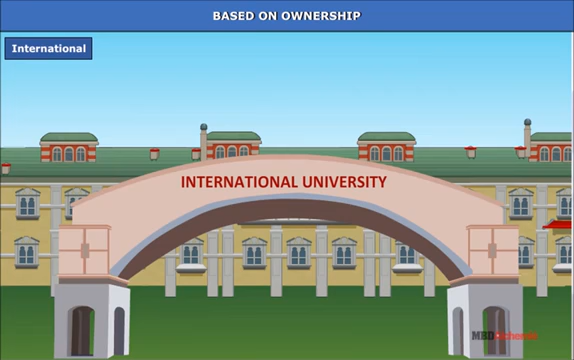 BASED ON OWNERSHIP
International
INTERNATIONAL UNIVERSITY